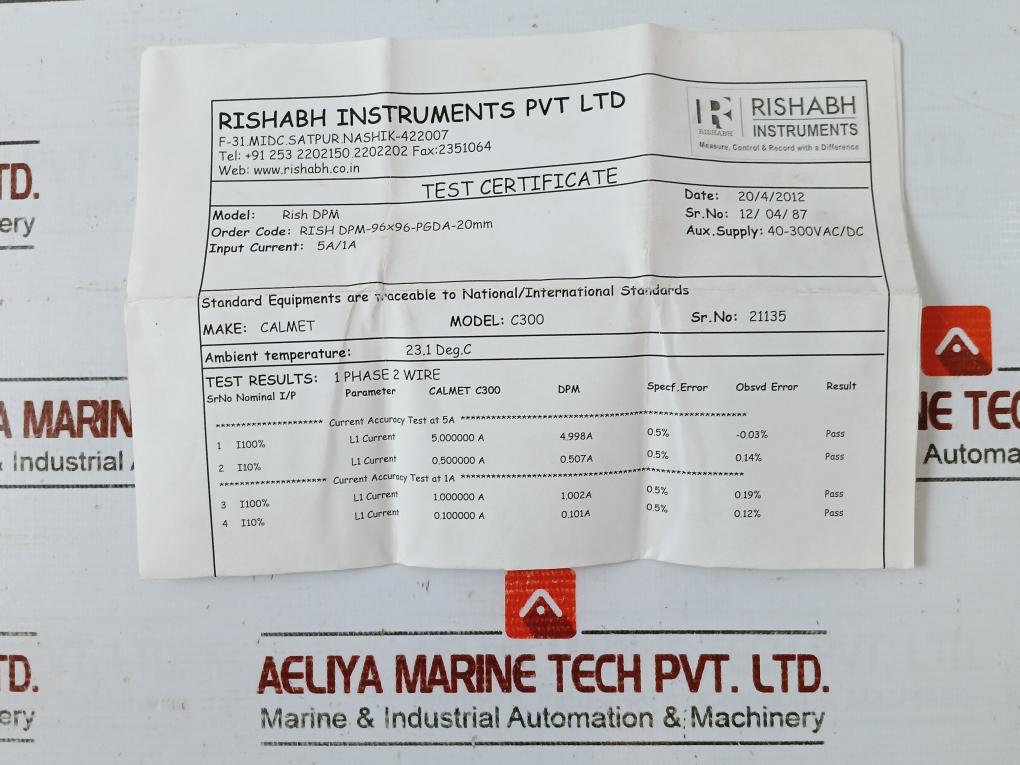 RISHABH INSTRUMENTS PVT LTD
F-31.MIDC.SATPUR.NASHIK-422007
Tel: +91 253 2202150.2202202 Fax:2351064
Web: www.rishabh.co.in
RISHABH
RISHABH
INSTRUMENTS
Measure, Control & Record with a Difference
TEST CERTIFICATE
Model: Rish DPM
Date: 20/4/2012
Order Code: RISH DPM-96x96-PGDA-20mm
Sr.No: 12/ 04/ 87
Input Current: 5A/1A
Aux.Supply: 40-300VAC/DC
Standard Equipments are Traceable to National/International Standards
MAKE: CALMET MODEL: C300 Sr.No: 21135
Ambient temperature: 23.1 Deg.C
TEST RESULTS: 1 PHASE 2 WIRE
SrNo Nominal I/P Parameter CALMET C300 DPM Specf.Error Obsvd Error Result
********************* Current Accuracy Test at 5A ********************************************************
1 I100% L1 Current 5.000000 A 4.998A 0.5% -0.03% Pass
2 I10% L1 Current 0.500000 A 0.507A 0.5% 0.14% Pass
********************* Current Accuracy Test at 1A ********************************************************
3 I100% L1 Current 1.000000 A 1.002A 0.5% 0.19% Pass
4 I10% L1 Current 0.100000 A 0.101A 0.5% 0.12% Pass
TD.
ery
A MARIN
& Industrial
NE TEC
Automa
AELIYA MARINE TECH PVT. LTD.
Marine & Industrial Automation & Machinery
TD.
ery